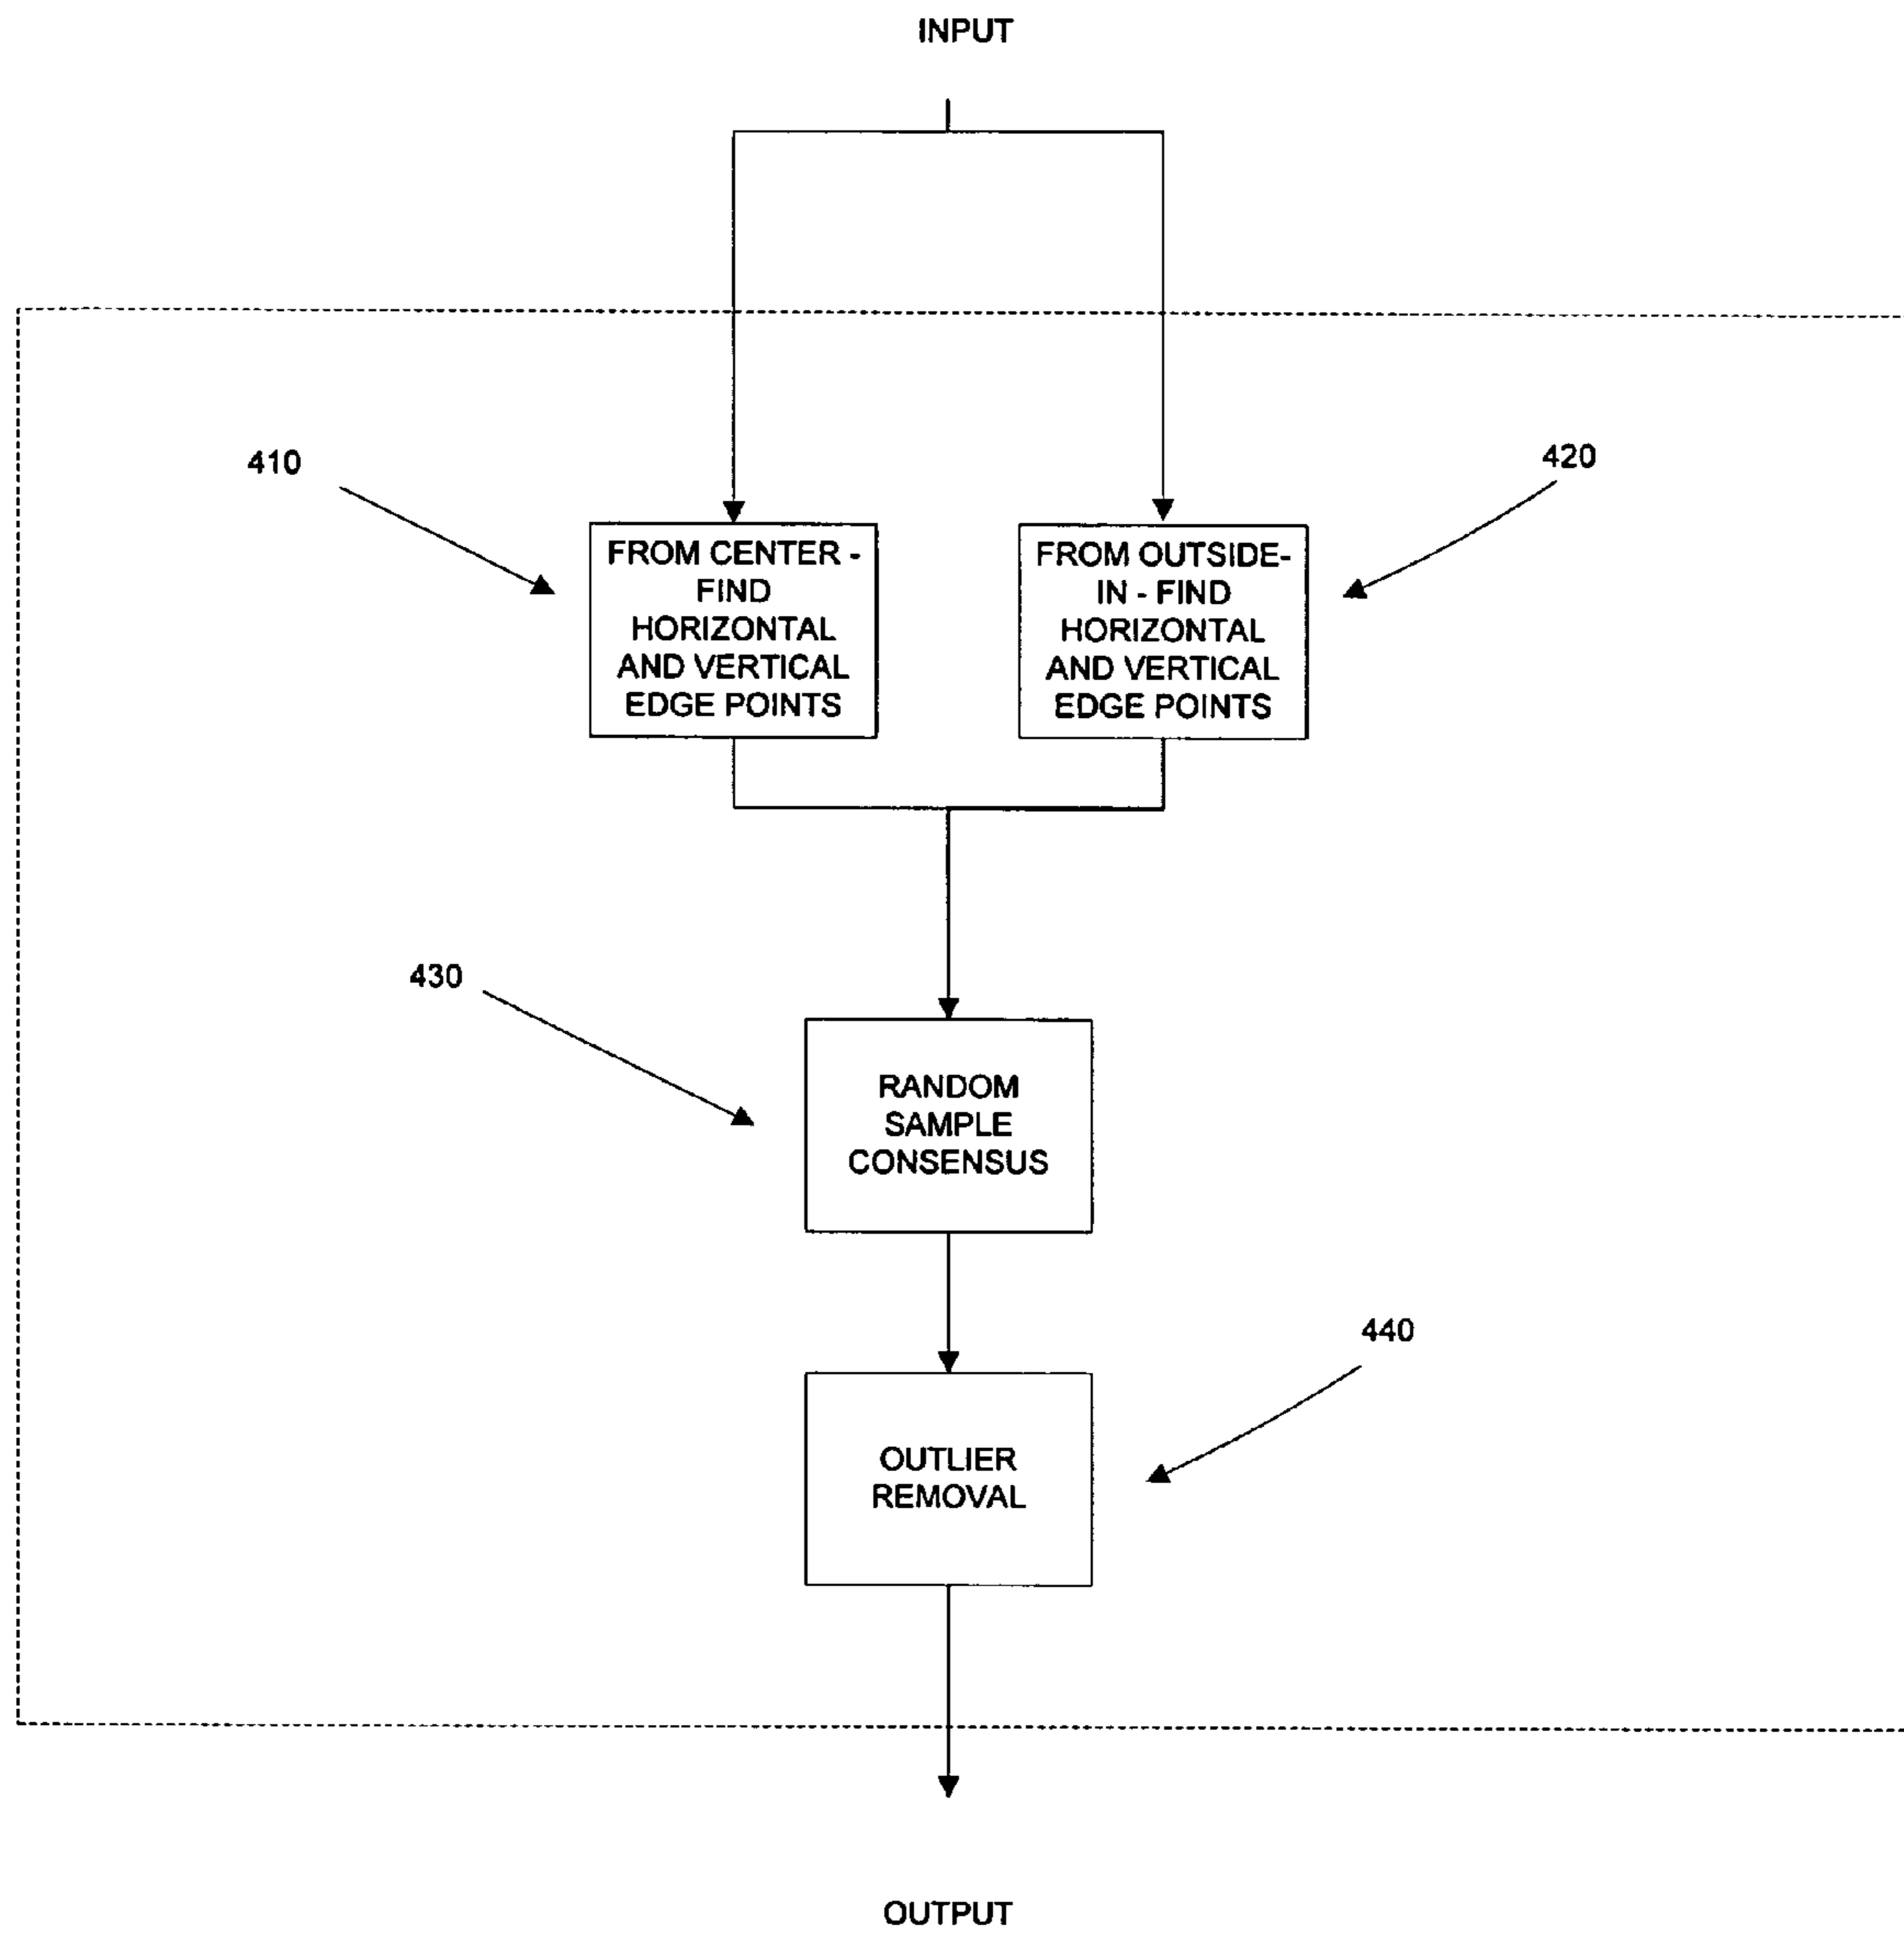 INPUT
410
420
FROM CENTER -
FIND
HORIZONTAL
AND VERTICAL
EDGE POINTS
FROM OUTSIDE-
IN - FIND
HORIZONTAL
AND VERTICAL
EDGE POINTS
430
RANDOM
SAMPLE
CONSENSUS
440
OUTLIER
REMOVAL
OUTPUT